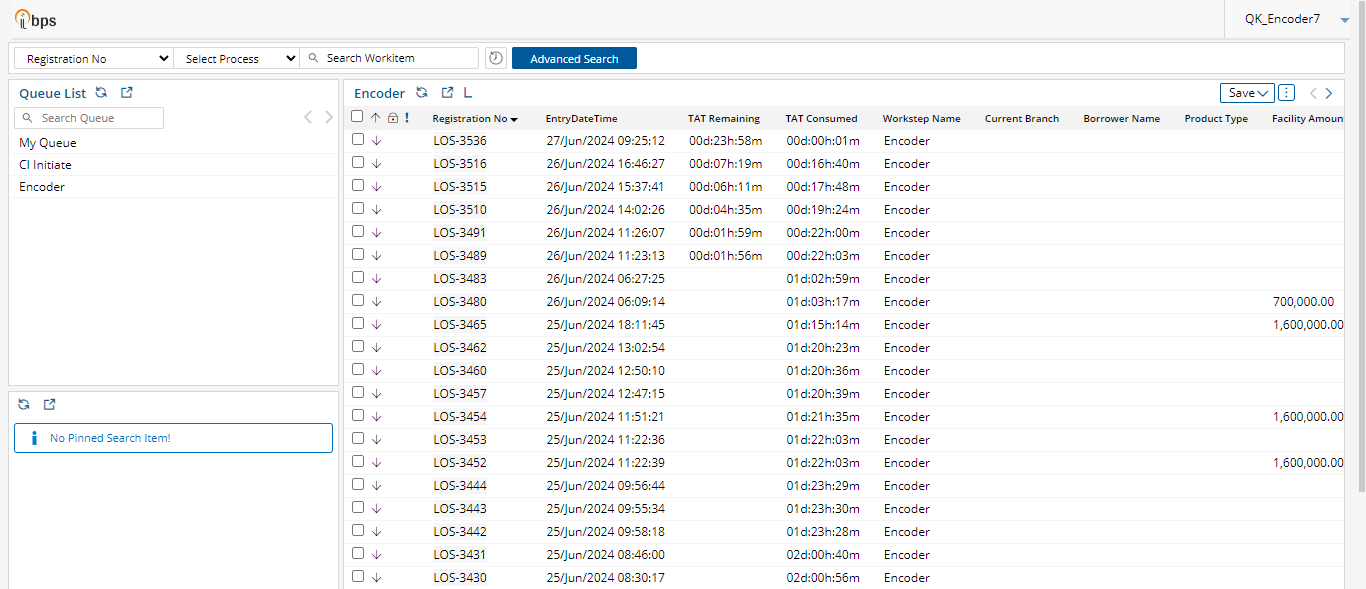 ibps
QK_Encoder7
Registration No Select Process Search Workitem Advanced Search
Queue List
Search Queue
My Queue
CI Initiate
Encoder
No Pinned Search Item!
Encoder L Save
! Registration No EntryDateTime TAT Remaining TAT Consumed Workstep Name Current Branch Borrower Name Product Type Facility Amoun
LOS-3536 27/Jun/2024 09:25:12 00d:23h:58m 00d:00h:01m Encoder
LOS-3516 26/Jun/2024 16:46:27 00d:07h:19m 00d:16h:40m Encoder
LOS-3515 26/Jun/2024 15:37:41 00d:06h:11m 00d:17h:48m Encoder
LOS-3510 26/Jun/2024 14:02:26 00d:04h:35m 00d:19h:24m Encoder
LOS-3491 26/Jun/2024 11:26:07 00d:01h:59m 00d:22h:00m Encoder
LOS-3489 26/Jun/2024 11:23:13 00d:01h:56m 00d:22h:03m Encoder
LOS-3483 26/Jun/2024 06:27:25 01d:02h:59m Encoder
LOS-3480 26/Jun/2024 06:09:14 01d:03h:17m Encoder 700,000.00
LOS-3465 25/Jun/2024 18:11:45 01d:15h:14m Encoder 1,600,000.00
LOS-3462 25/Jun/2024 13:02:54 01d:20h:23m Encoder
LOS-3460 25/Jun/2024 12:50:10 01d:20h:36m Encoder
LOS-3457 25/Jun/2024 12:47:15 01d:20h:39m Encoder
LOS-3454 25/Jun/2024 11:51:21 01d:21h:35m Encoder 1,600,000.00
LOS-3453 25/Jun/2024 11:22:36 01d:22h:03m Encoder
LOS-3452 25/Jun/2024 11:22:39 01d:22h:03m Encoder 1,600,000.00
LOS-3444 25/Jun/2024 09:56:44 01d:23h:29m Encoder
LOS-3443 25/Jun/2024 09:55:34 01d:23h:30m Encoder
LOS-3442 25/Jun/2024 09:58:18 01d:23h:28m Encoder
LOS-3431 25/Jun/2024 08:46:00 02d:00h:40m Encoder
LOS-3430 25/Jun/2024 08:30:17 02d:00h:56m Encoder